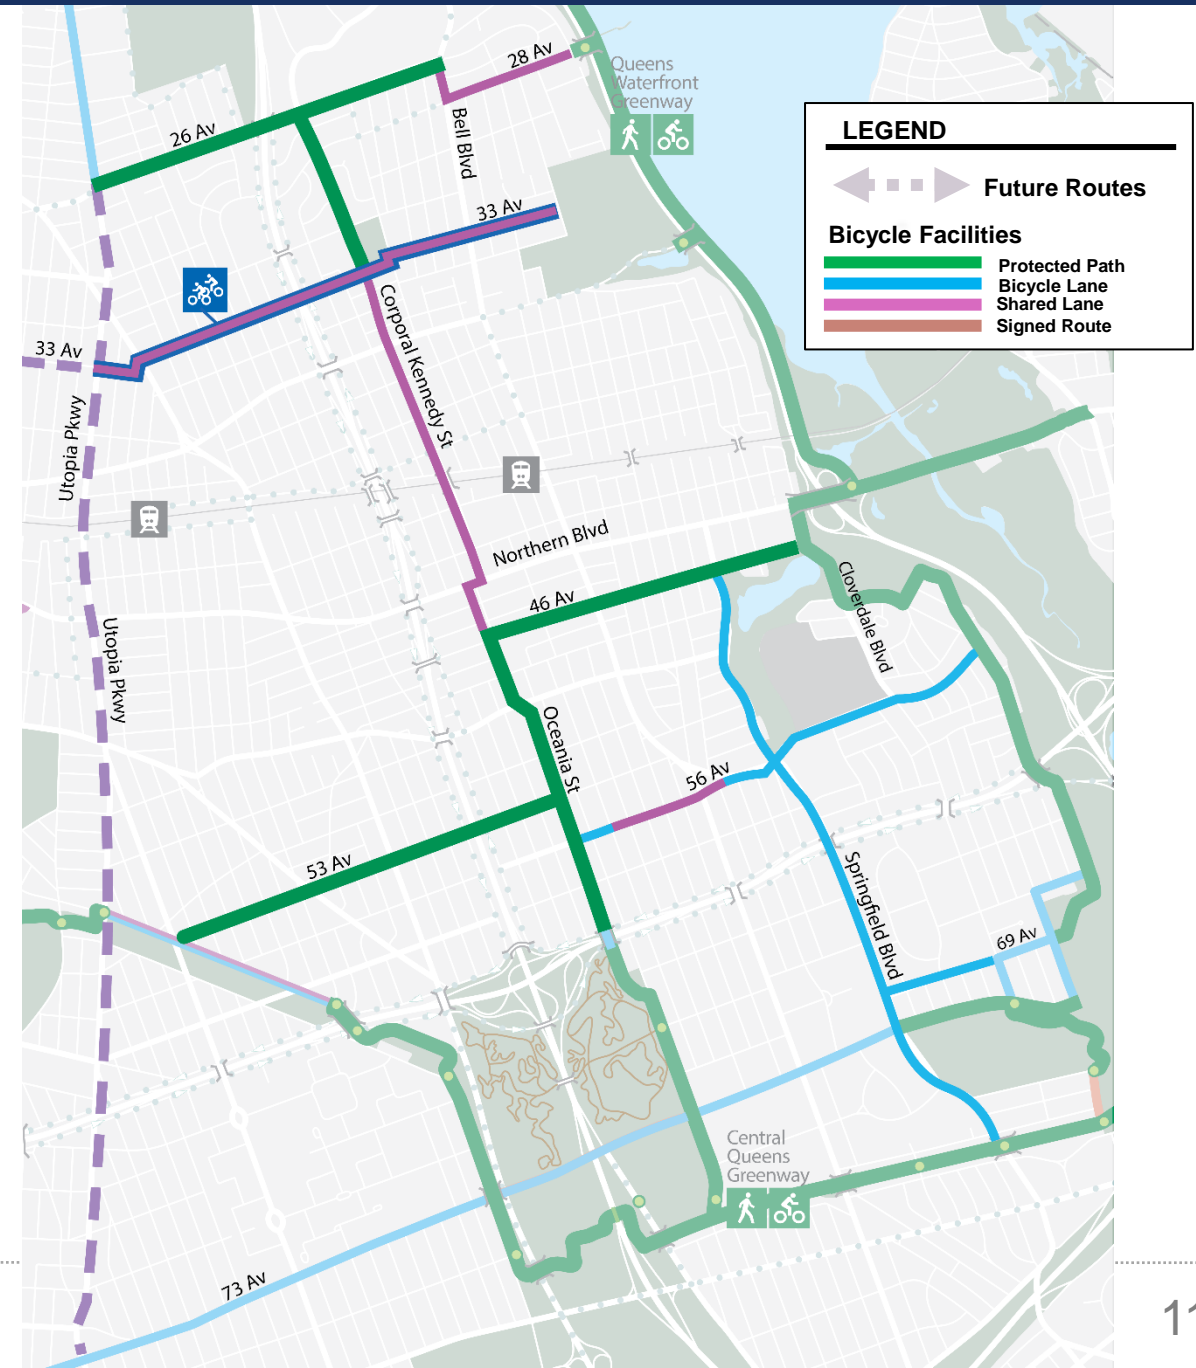 28 Av
Queens
Waterfront
Greenway
26 Av
Bell Blvd
LEGEND
Future Routes
Bicycle Facilities
Protected Path
Bicycle Lane
Shared Lane
Signed Route
33 Av
33 Av
Corporal Kennedy St
Utopia Pkwy
Northern Blvd
46 Av
Cloverdale Blvd
Utopia Pkwy
Oceania St
56 Av
53 Av
Springfield Blvd
69 Av
Central
Queens
Greenway
73 Av
11